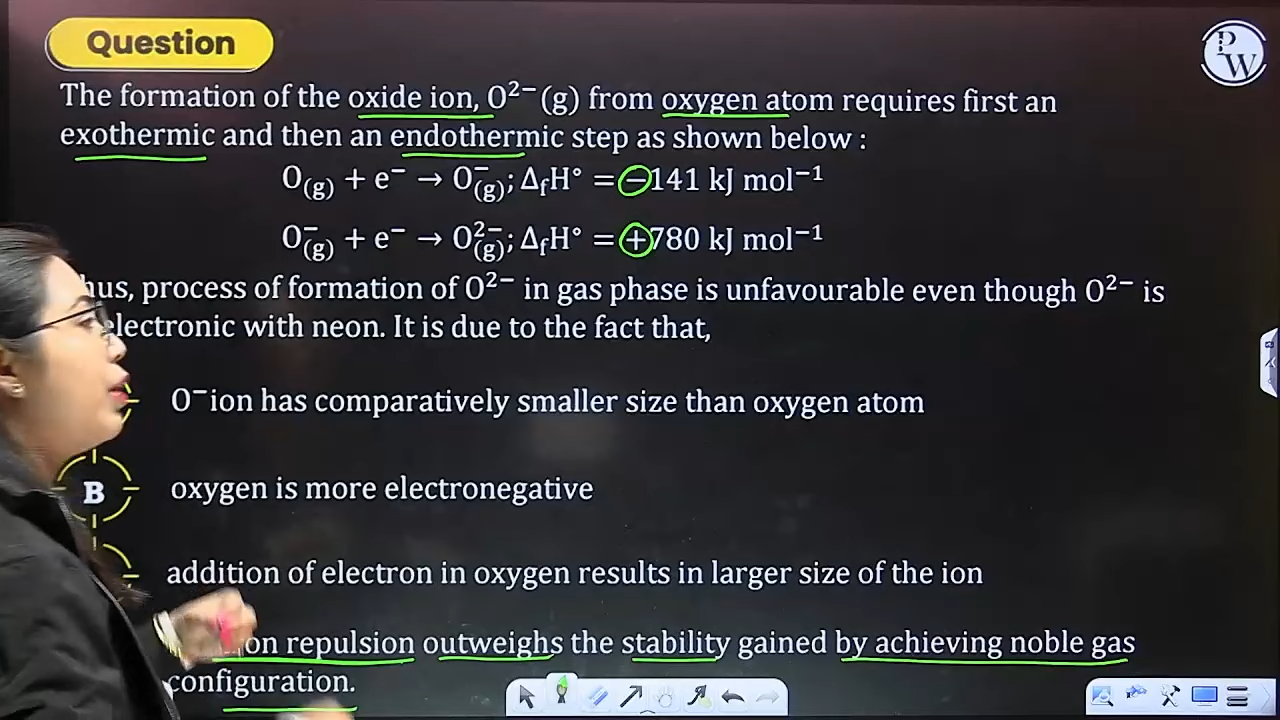 Question
P
W
The formation of the oxide ion, O²⁻(g) from oxygen atom requires first an
exothermic and then an endothermic step as shown below :
O₍g₎ + e⁻ → O⁻₍g₎; ΔfH° = −141 kJ mol⁻¹
O⁻₍g₎ + e⁻ → O²⁻₍g₎; ΔfH° = +780 kJ mol⁻¹
process of formation of O²⁻ in gas phase is unfavourable even though O²⁻ is
with neon. It is due to the fact that,
O⁻ion has comparatively smaller size than oxygen atom
B oxygen is more electronegative
addition of electron in oxygen results in larger size of the ion
repulsion outweighs the stability gained by achieving noble gas
configuration.